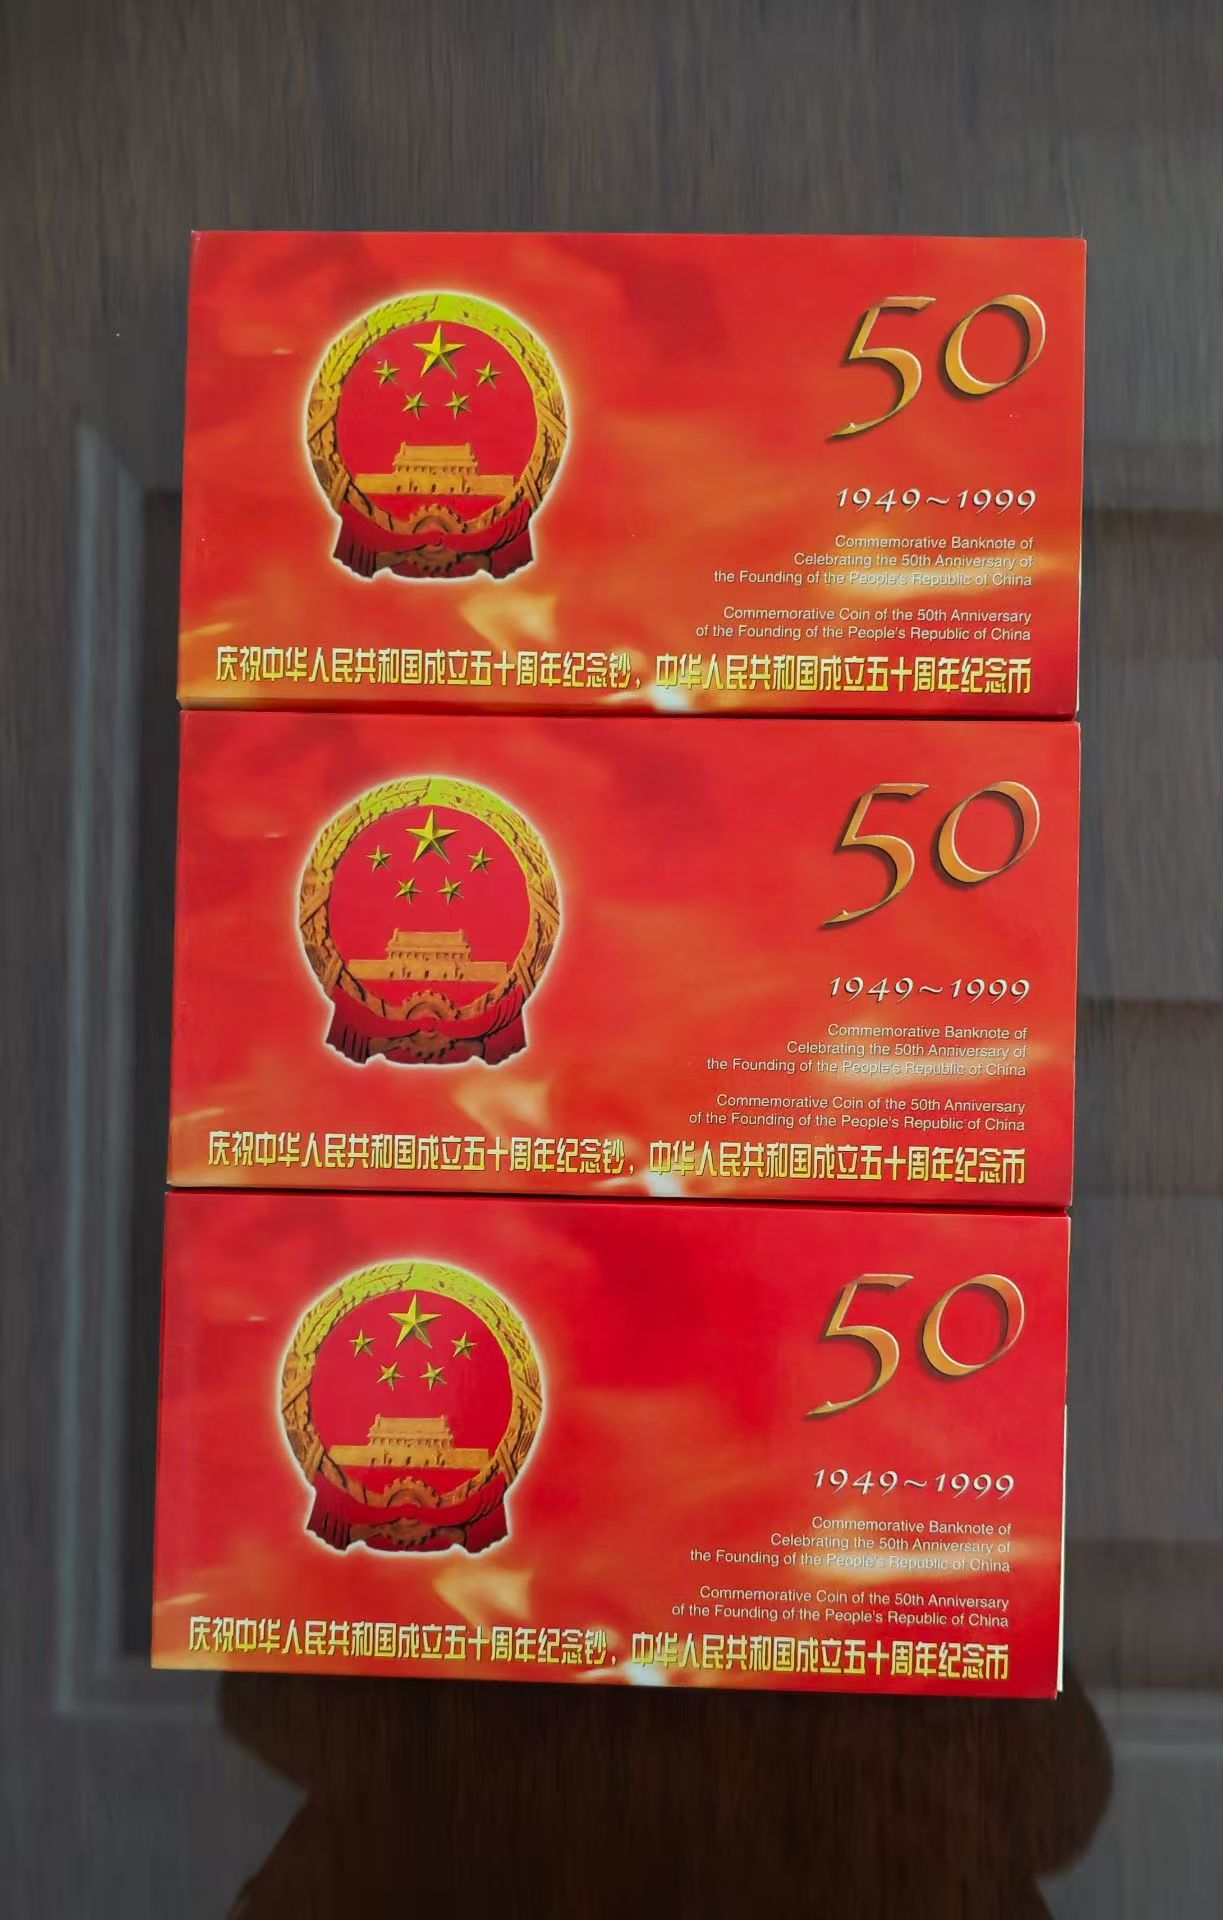 50
1949~1999
Commemorative Banknote of
Celebrating the 50th Anniversary of
the Founding of the People's Republic of China
Commemorative Coin of the 50th Anniversary
of the Founding of the People's Republic of China
庆祝中华人民共和国成立五十周年纪念钞，中华人民共和国成立五十周年纪念币
50
1949~1999
Commemorative Banknote of
Celebrating the 50th Anniversary of
the Founding of the People's Republic of China
Commemorative Coin of the 50th Anniversary
of the Founding of the People's Republic of China
庆祝中华人民共和国成立五十周年纪念钞，中华人民共和国成立五十周年纪念币
50
1949~1999
Commemorative Banknote of
Celebrating the 50th Anniversary of
the Founding of the People's Republic of China
Commemorative Coin of the 50th Anniversary
of the Founding of the People's Republic of China
庆祝中华人民共和国成立五十周年纪念钞，中华人民共和国成立五十周年纪念币